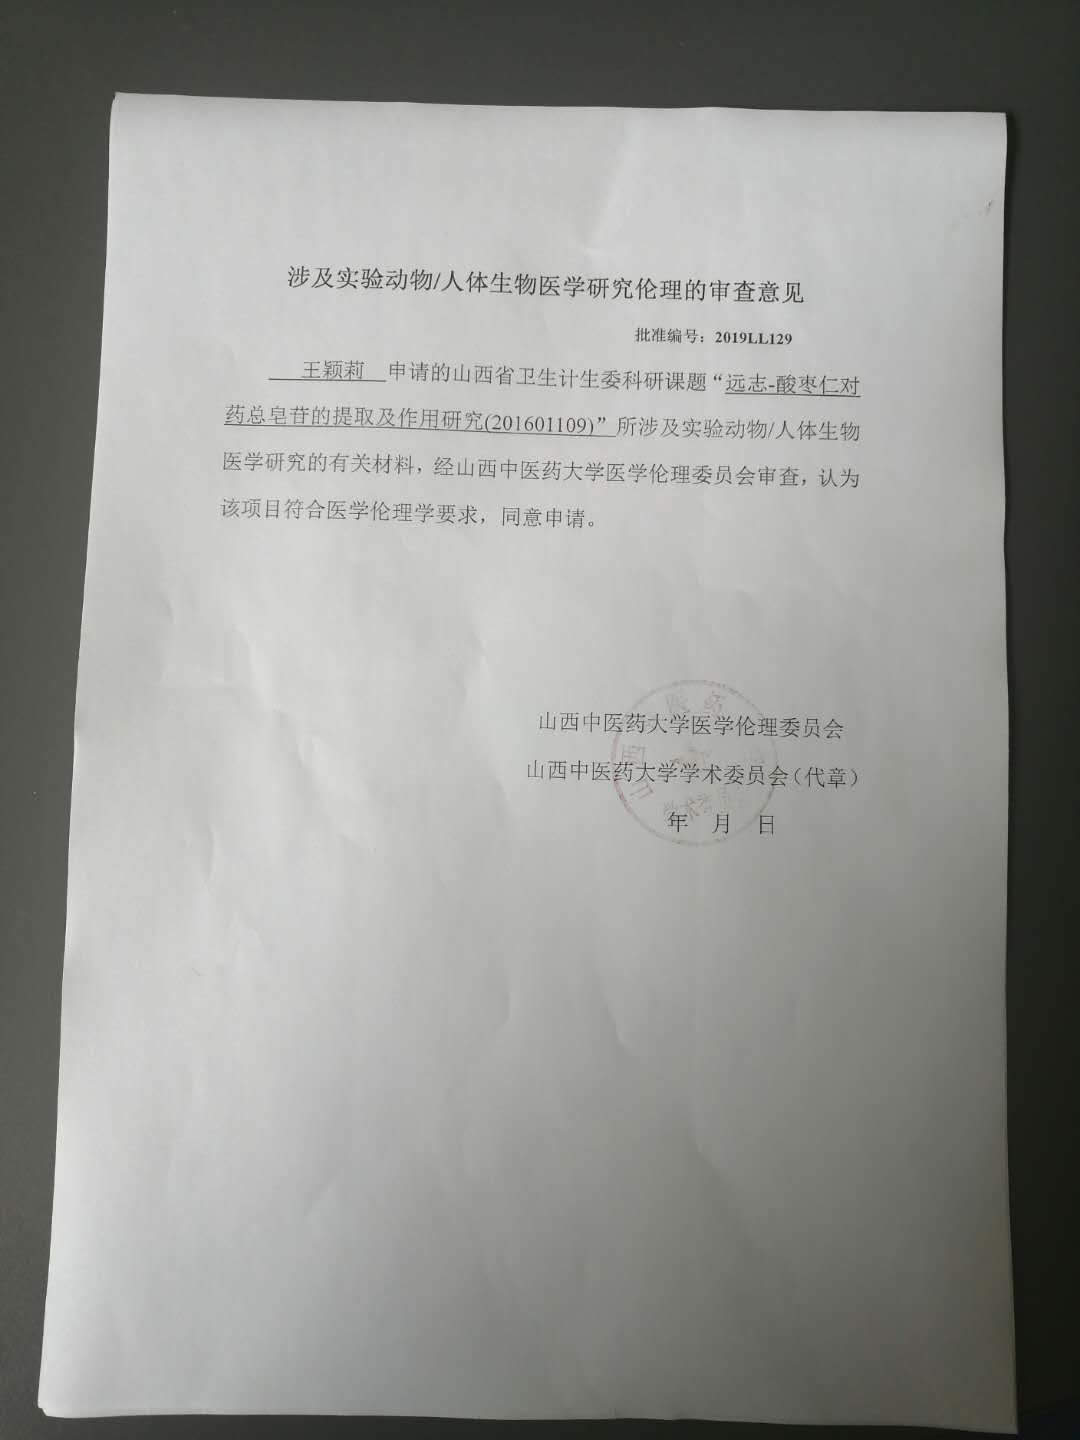 涉及实验动物/人体生物医学研究伦理的审查意见
批准编号：2019LL129
王颖莉 申请的山西省卫生计生委科研课题“远志-酸枣仁对
药总皂苷的提取及作用研究(201601109)”所涉及实验动物/人体生物
医学研究的有关材料，经山西中医药大学医学伦理委员会审查，认为
该项目符合医学伦理学要求，同意申请。
山西中医药大学医学伦理委员会
山西中医药大学学术委员会（代章）
年 月 日